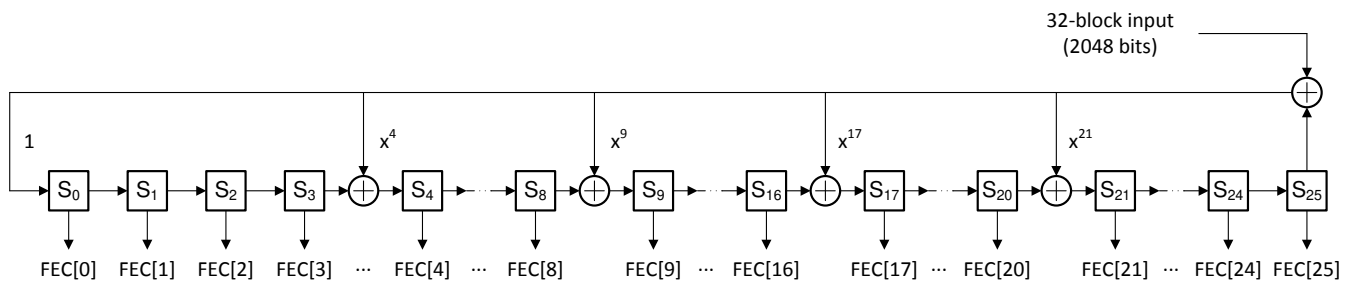 32-block input
(2048 bits)
1 x⁴ x⁹ x¹⁷ x²¹
S₀ S₁ S₂ S₃ S₄ ··· S₈ S₉ ··· S₁₆ S₁₇ ··· S₂₀ S₂₁ ··· S₂₄ S₂₅
FEC[0] FEC[1] FEC[2] FEC[3] ··· FEC[4] ··· FEC[8] FEC[9] ··· FEC[16] FEC[17] ··· FEC[20] FEC[21] ··· FEC[24] FEC[25]